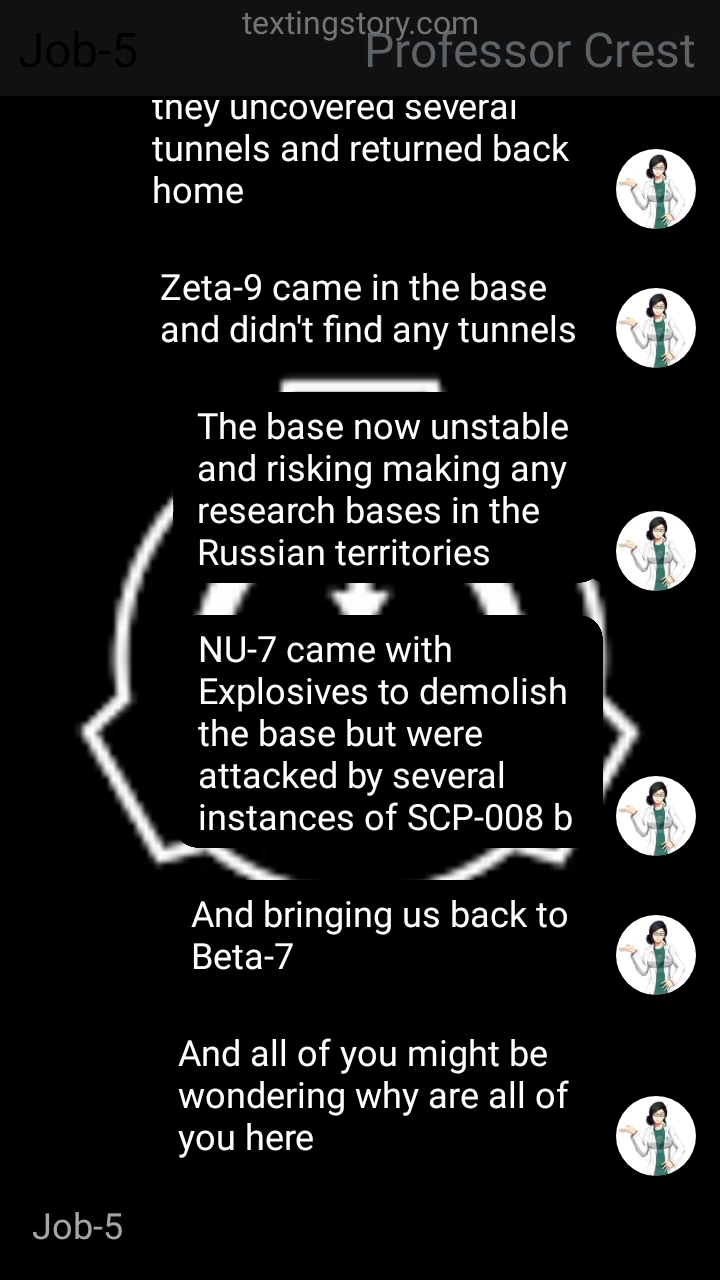 textingstory.com
Job-5
Professor Crest
they uncovered several
tunnels and returned back
home
Zeta-9 came in the base
and didn't find any tunnels
The base now unstable
and risking making any
research bases in the
Russian territories
NU-7 came with
Explosives to demolish
the base but were
attacked by several
instances of SCP-008 b
And bringing us back to
Beta-7
And all of you might be
wondering why are all of
you here
Job-5